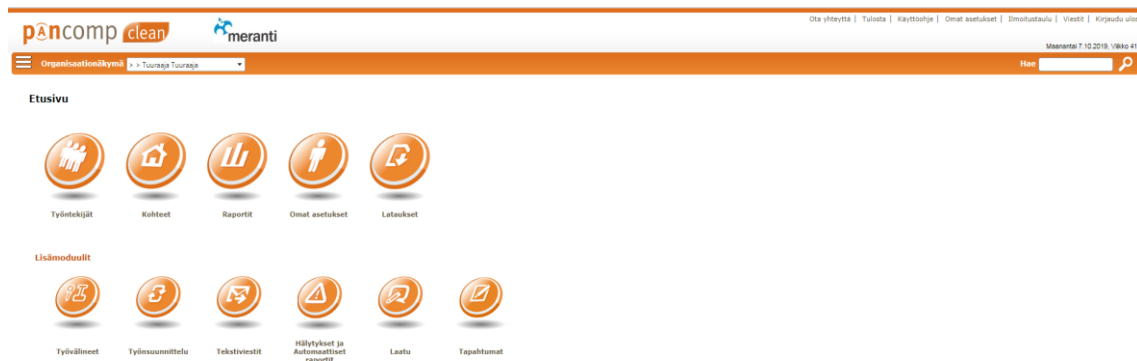 pancomp clean
meranti
Ota yhteyttä | Tulosta | Käyttöohje | Omat asetukset | Ilmoitustaulu | Viestit | Kirjaudu ulos
Maanantai 7.10.2019, Viikko 41
Organisaationäkymä > > Tuuraaja Tuuraaja
Hae
Etusivu
Työntekijät Kohteet Raportit Omat asetukset Lataukset
Lisämoduulit
Työvälineet Työnsuunnittelu Tekstiviestit Hälytykset ja Automaattiset raportit Laatu Tapahtumat